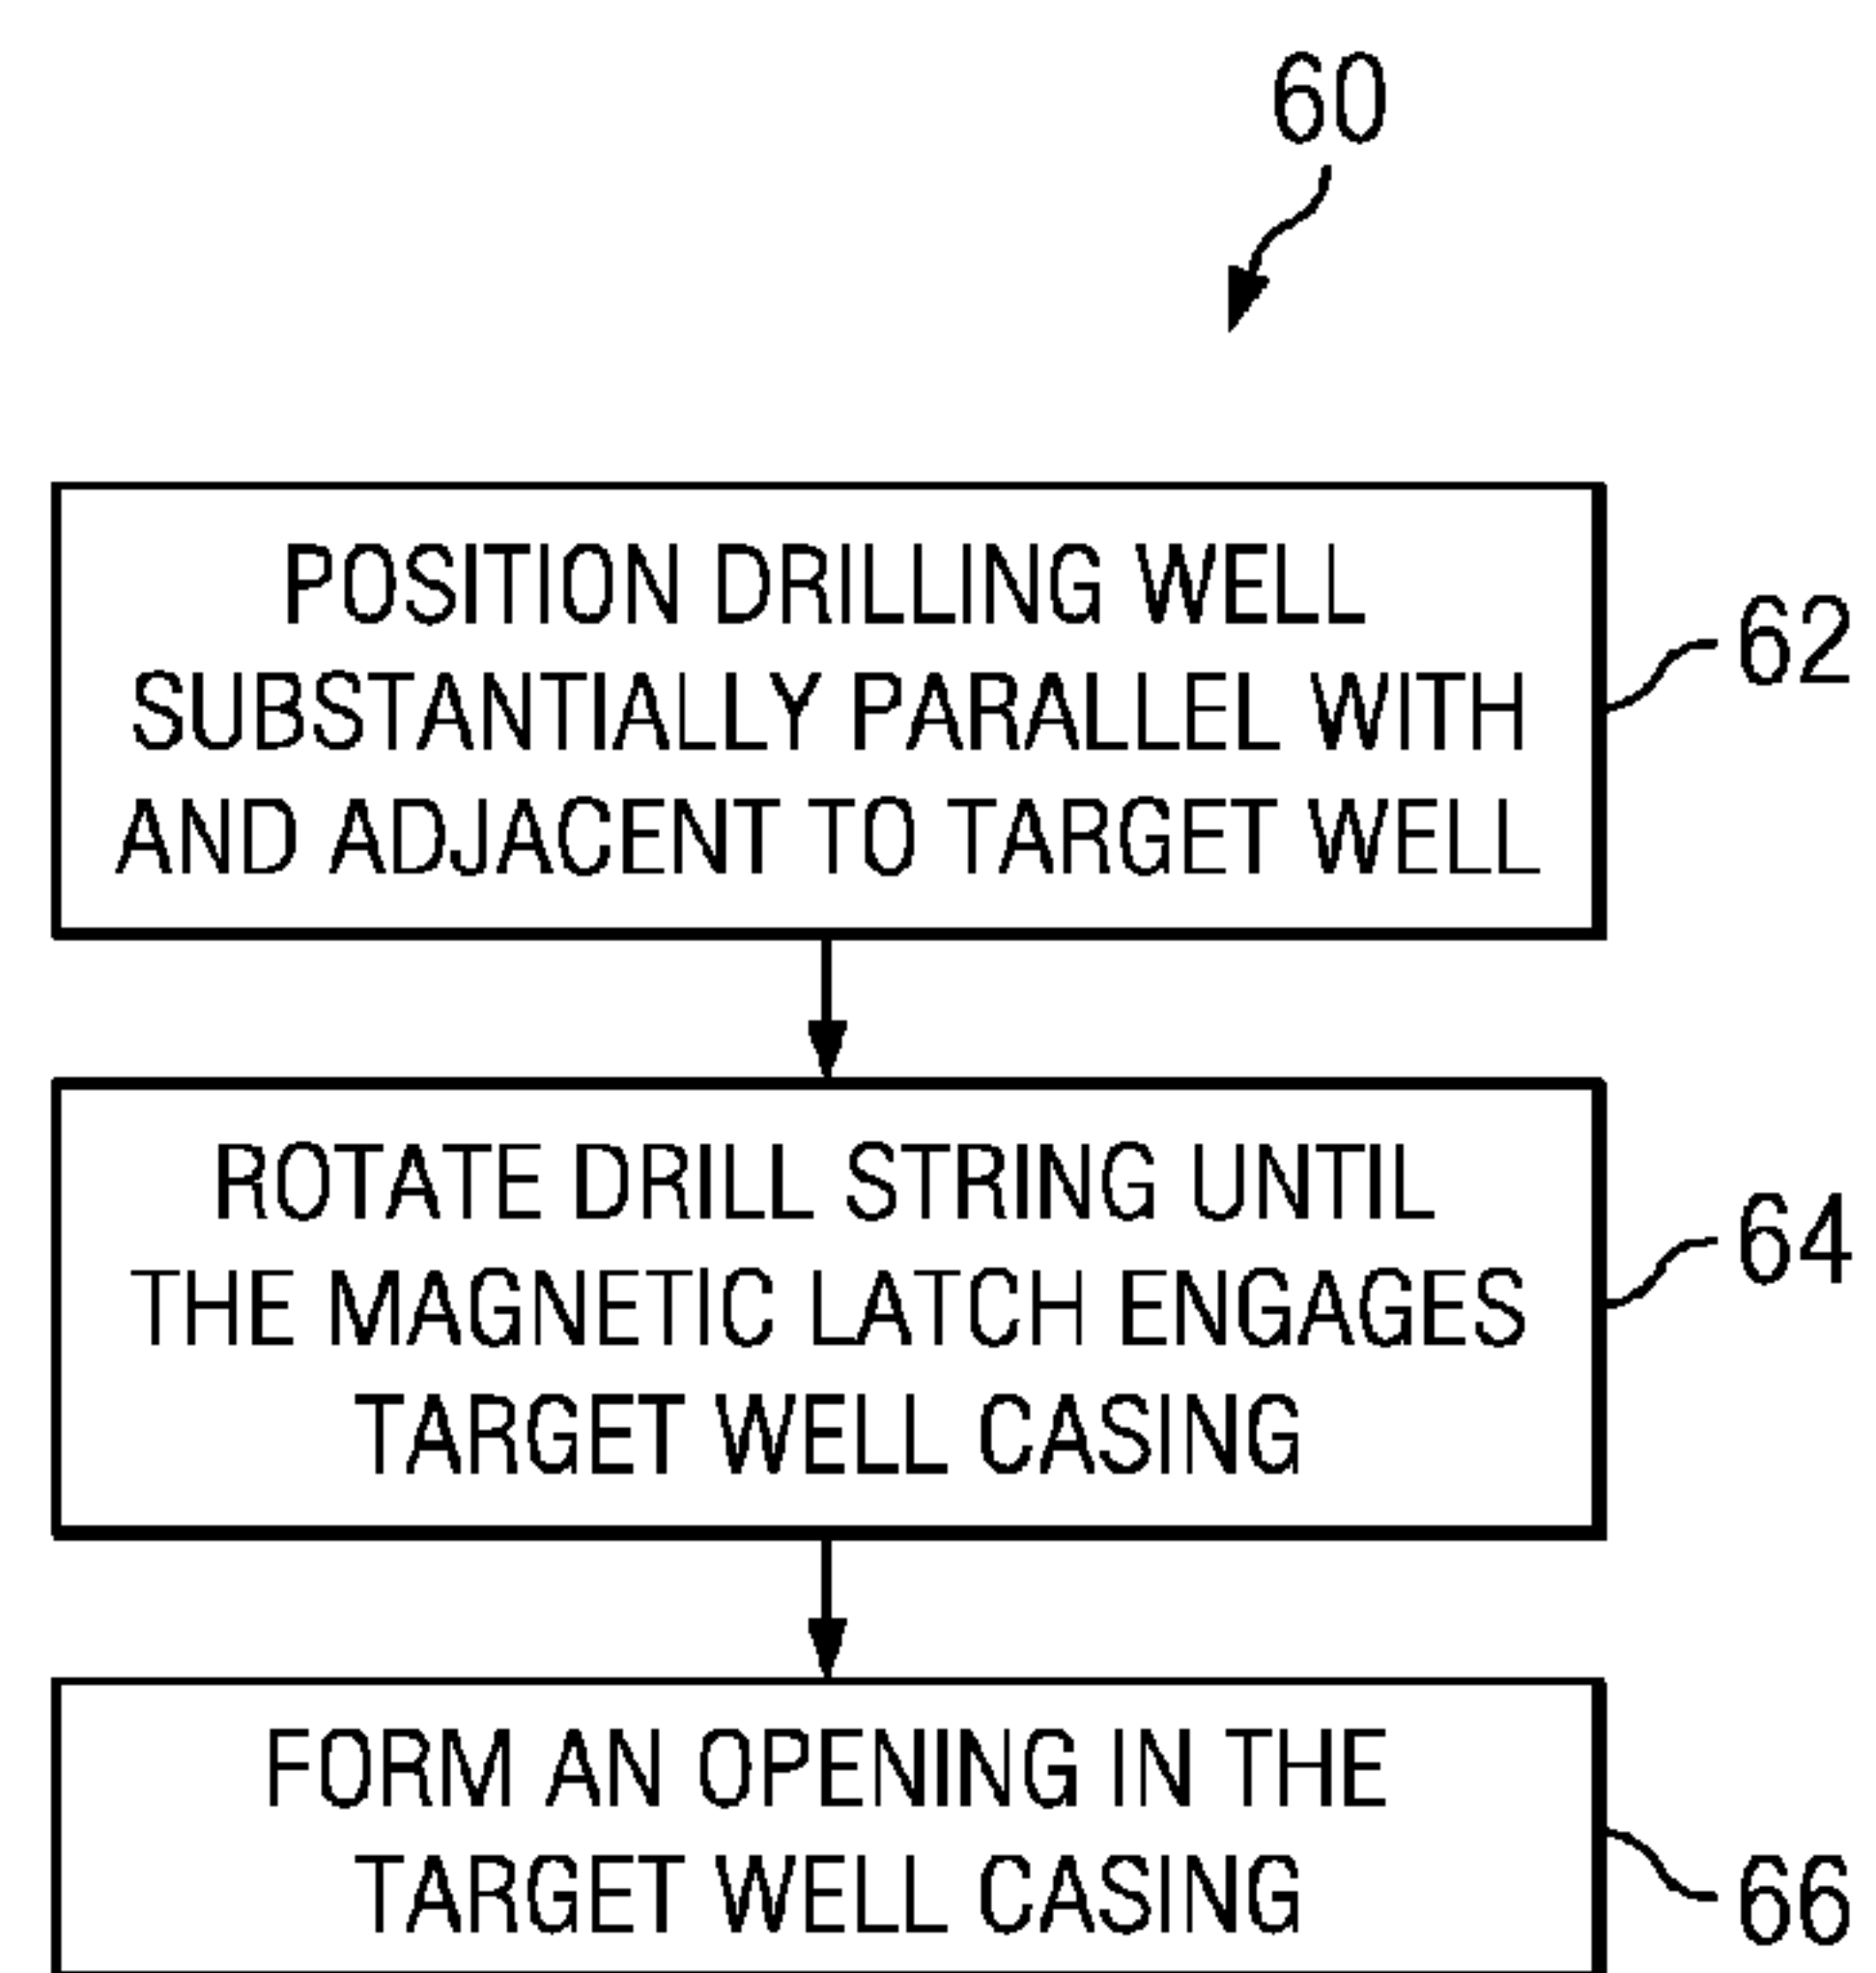 60
POSITION DRILLING WELL
SUBSTANTIALLY PARALLEL WITH
AND ADJACENT TO TARGET WELL
62
ROTATE DRILL STRING UNTIL
THE MAGNETIC LATCH ENGAGES
TARGET WELL CASING
64
FORM AN OPENING IN THE
TARGET WELL CASING
66